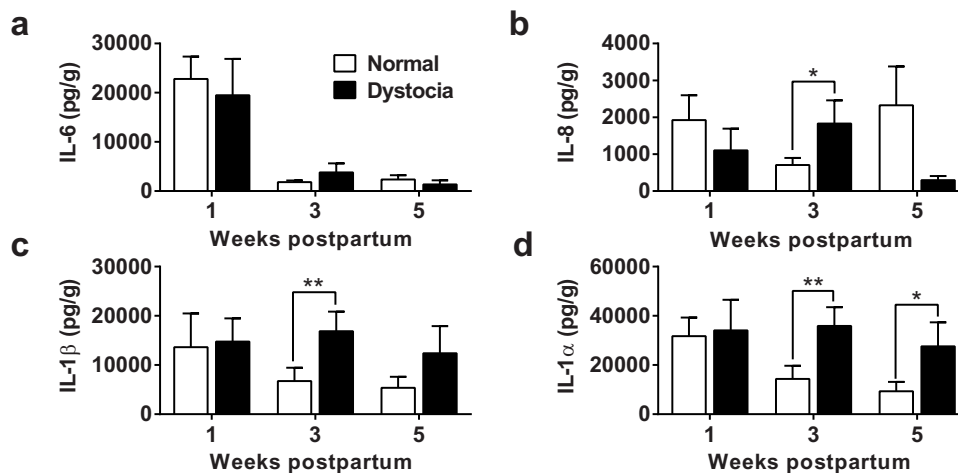 a
IL-6 (pg/g)
30000
20000
10000
0
Normal
Dystocia
1 3 5
Weeks postpartum
b
IL-8 (pg/g)
4000
3000
2000
1000
0
*
1 3 5
Weeks postpartum
c
IL-1β (pg/g)
30000
20000
10000
0
**
1 3 5
Weeks postpartum
d
IL-1α (pg/g)
60000
40000
20000
0
**
*
1 3 5
Weeks postpartum